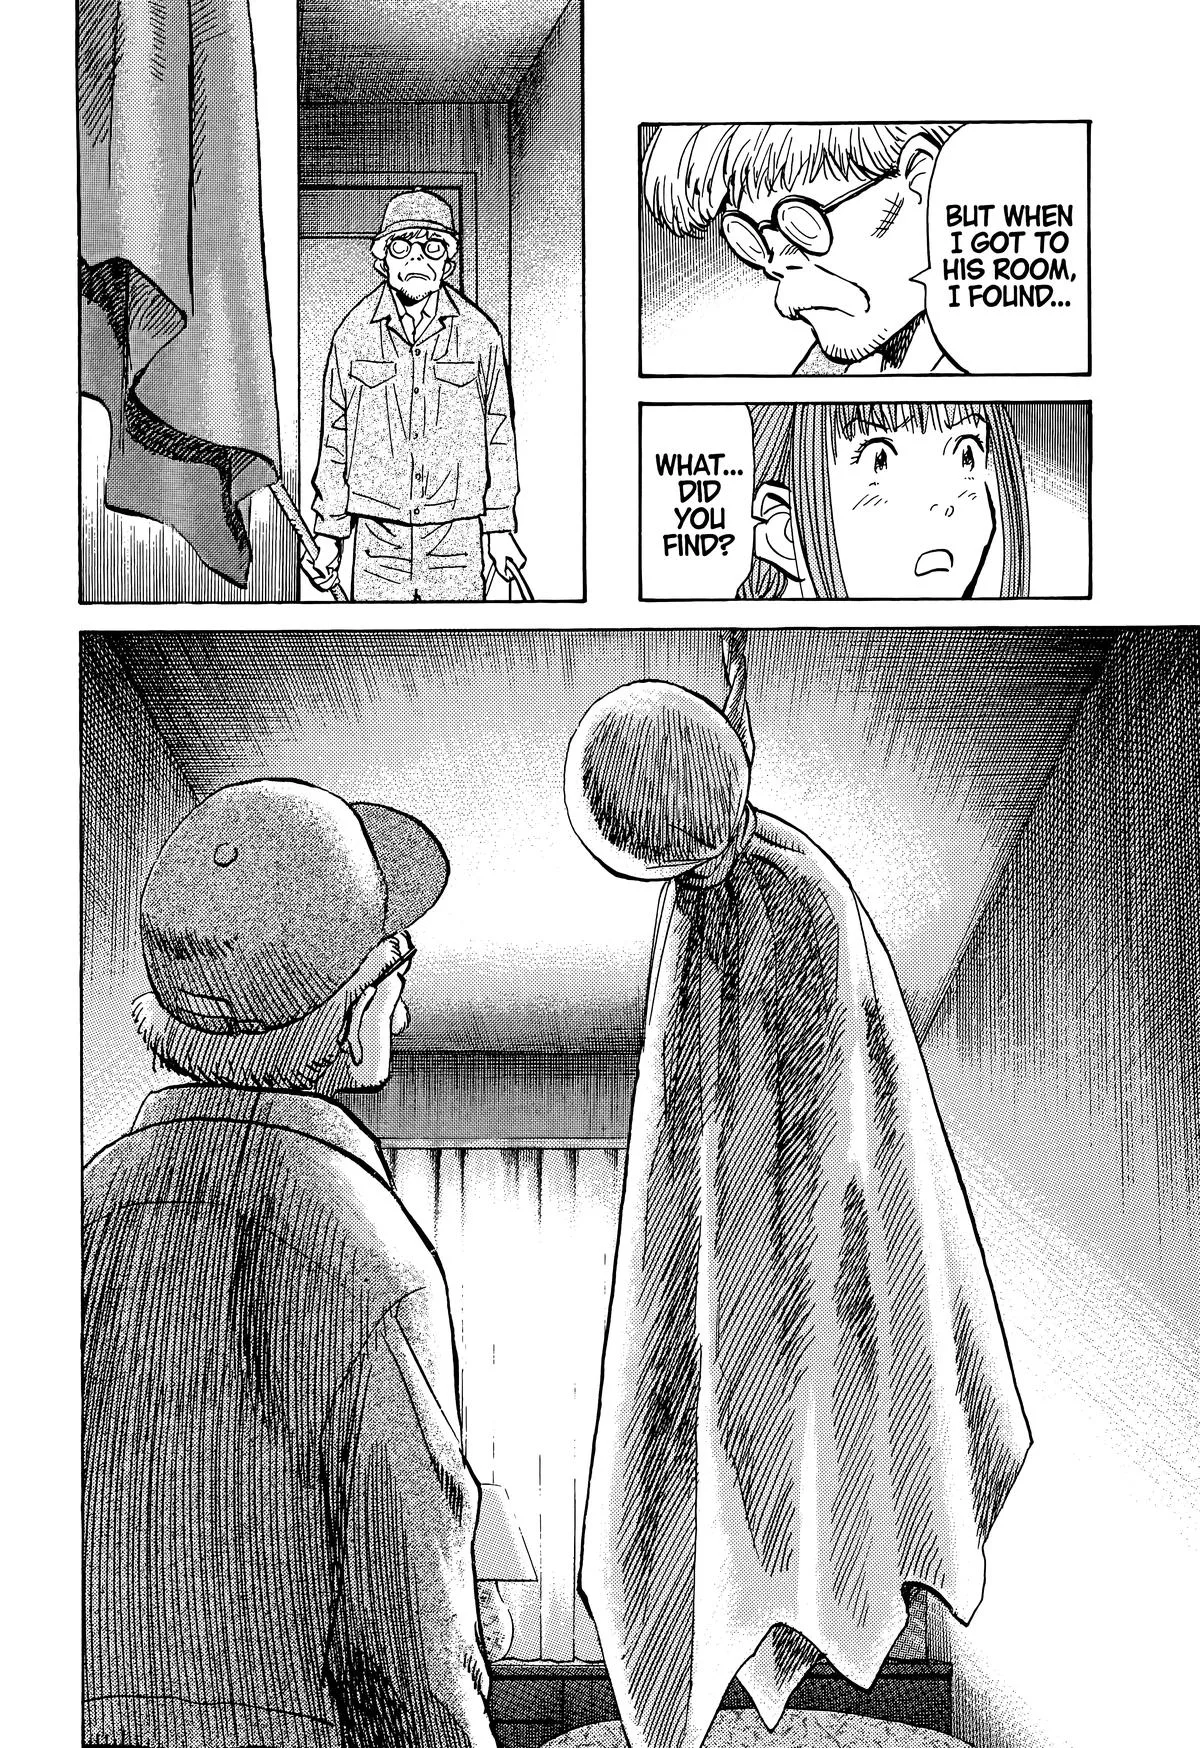 BUT WHEN
I GOT TO
HIS ROOM,
I FOUND...
WHAT...
DID
YOU
FIND?